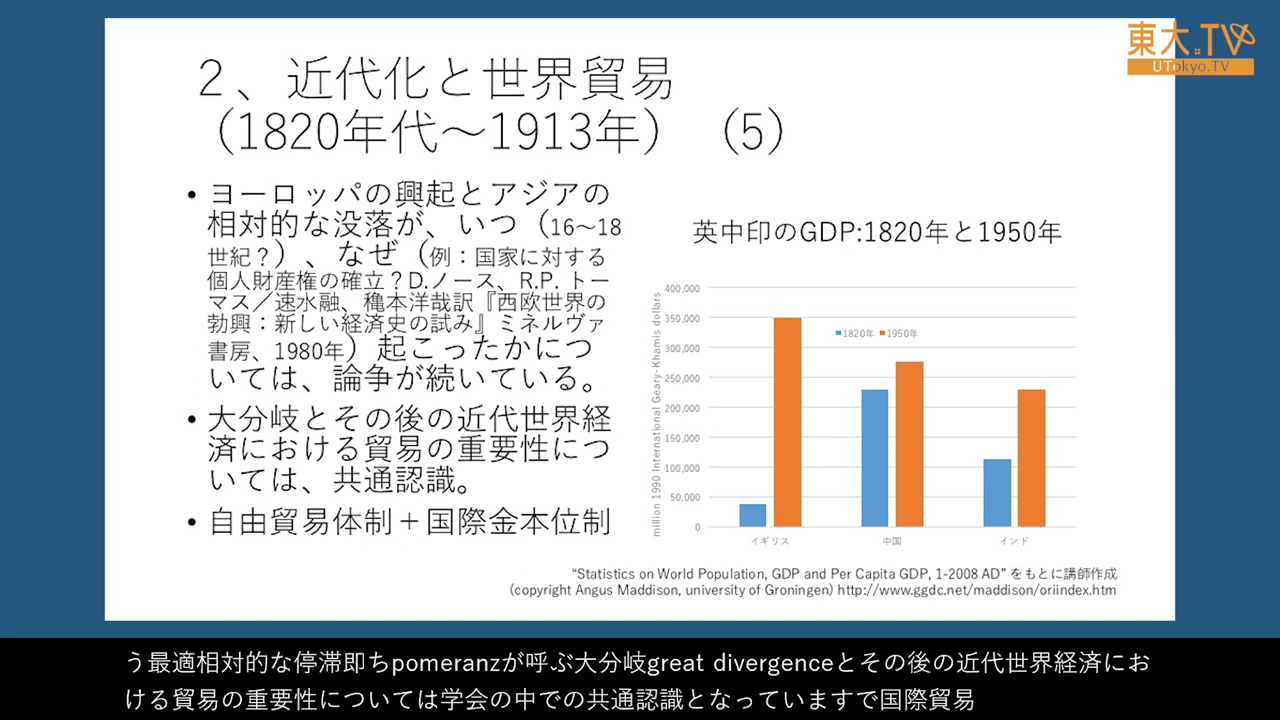 東大.TV
UTokyo.TV
2、近代化と世界貿易
（1820年代～1913年）（5）
• ヨーロッパの興起とアジアの
相対的な没落が、いつ（16～18
世紀？）、なぜ（例：国家に対する
個人財産権の確立？D.ノース、R.P. トー
マス／速水融、穐本洋哉訳『西欧世界の
勃興：新しい経済史の試み』ミネルヴァ
書房、1980年）起こったかにつ
いては、論争が続いている。
• 大分岐とその後の近代世界経
済における貿易の重要性につ
いては、共通認識。
• 自由貿易体制＋国際金本位制
英中印のGDP:1820年と1950年
million 1990 International Geary-Khamis dollars
400,000
350,000
300,000
250,000
200,000
150,000
100,000
50,000
0
1820年 1950年
イギリス 中国 インド
“Statistics on World Population, GDP and Per Capita GDP, 1-2008 AD” をもとに講師作成
(copyright Angus Maddison, university of Groningen) http://www.ggdc.net/maddison/oriindex.htm
う最適相対的な停滞即ちpomeranzが呼ぶ大分岐great divergenceとその後の近代世界経済にお
ける貿易の重要性については学会の中での共通認識となっていますで国際貿易